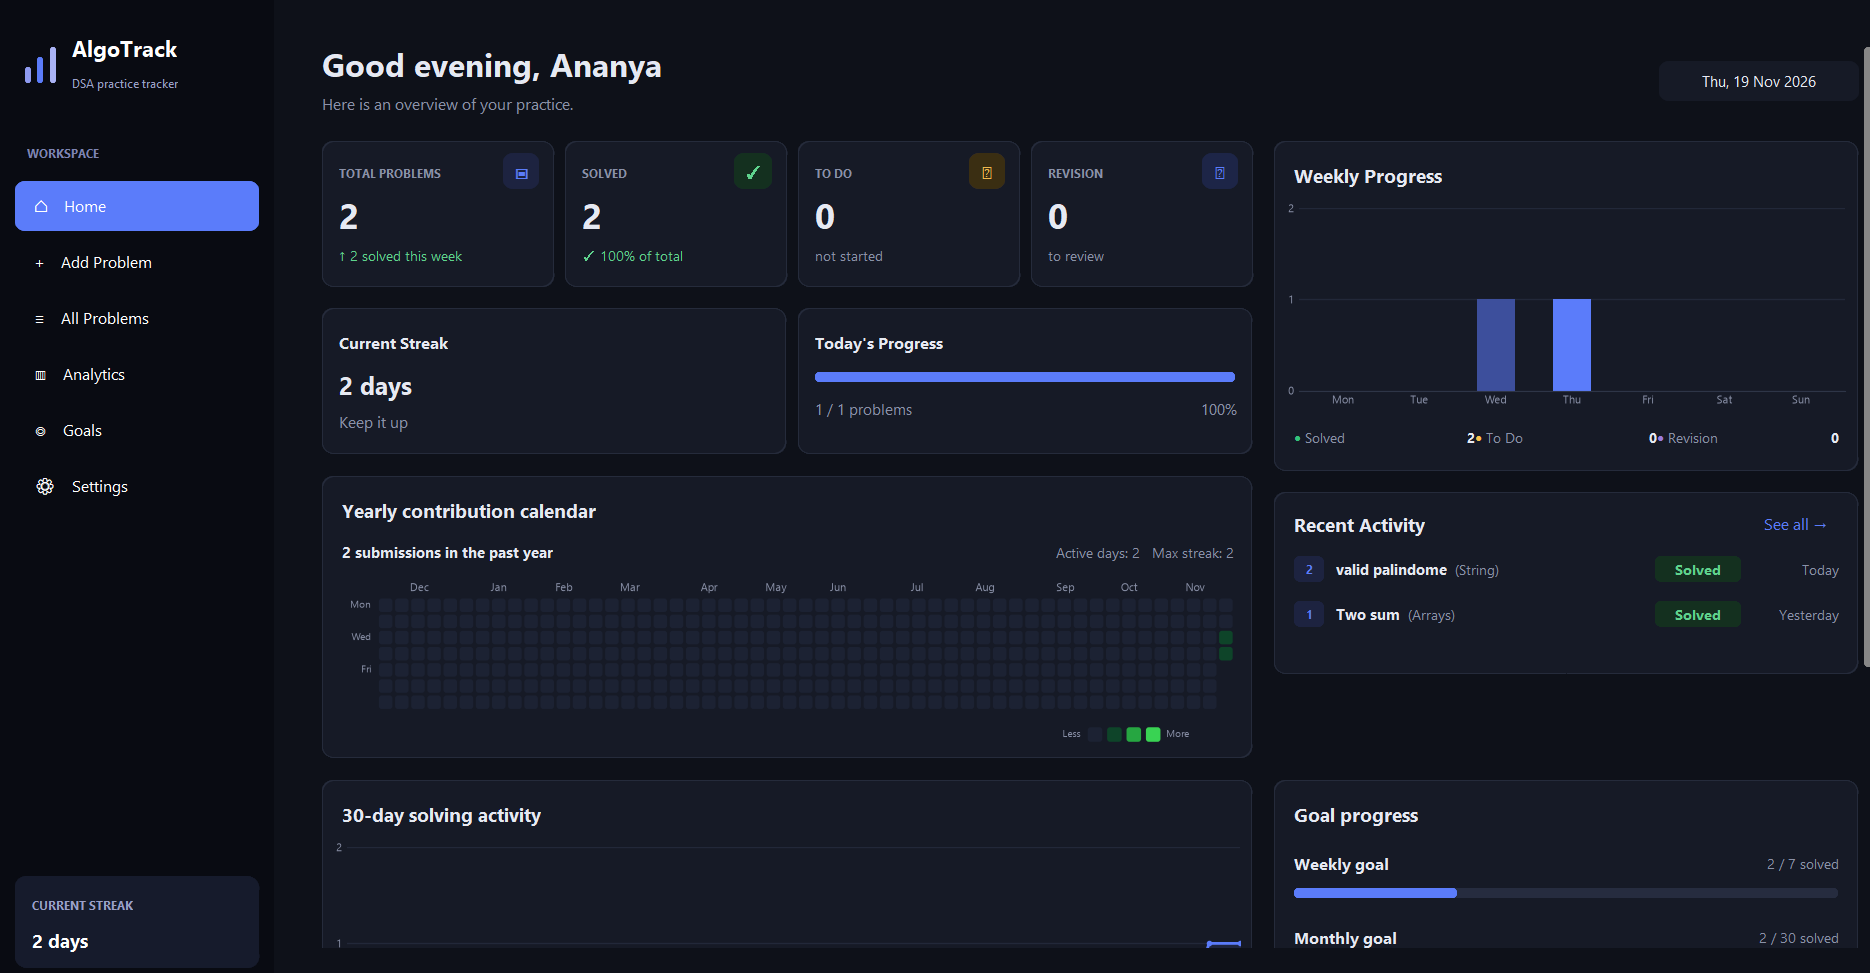 AlgoTrack
DSA practice tracker
WORKSPACE
Home
+ Add Problem
All Problems
Analytics
Goals
Settings
CURRENT STREAK
2 days
Good evening, Ananya
Here is an overview of your practice.
Thu, 19 Nov 2026
TOTAL PROBLEMS
2
↑ 2 solved this week
SOLVED ✓
2
✓ 100% of total
TO DO
0
not started
REVISION
0
to review
Current Streak
2 days
Keep it up
Today's Progress
1 / 1 problems 100%
Weekly Progress
2
1
0
Mon Tue Wed Thu Fri Sat Sun
• Solved 2 • To Do 0 • Revision 0
Yearly contribution calendar
2 submissions in the past year Active days: 2 Max streak: 2
Dec Jan Feb Mar Apr May Jun Jul Aug Sep Oct Nov
Mon
Wed
Fri
Less More
Recent Activity See all →
2 valid palindome (String) Solved Today
1 Two sum (Arrays) Solved Yesterday
30-day solving activity
2
1
Goal progress
Weekly goal 2 / 7 solved
Monthly goal 2 / 30 solved